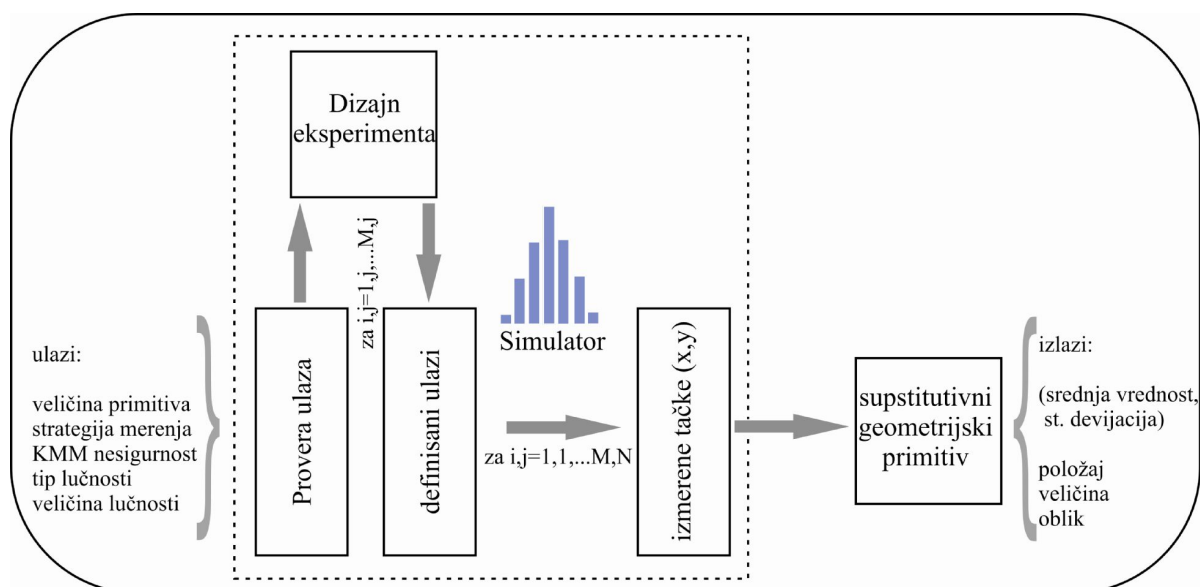 Dizajn
eksperimenta
za i,j=1,j,...M,j
Simulator
ulazi:
veličina primitiva
strategija merenja
KMM nesigurnost
tip lučnosti
veličina lučnosti
Provera ulaza
definisani ulazi
za i,j=1,1,...M,N
izmerene tačke (x,y)
supstitutivni
geometrijski
primitiv
izlazi:
(srednja vrednost,
st. devijacija)
položaj
veličina
oblik